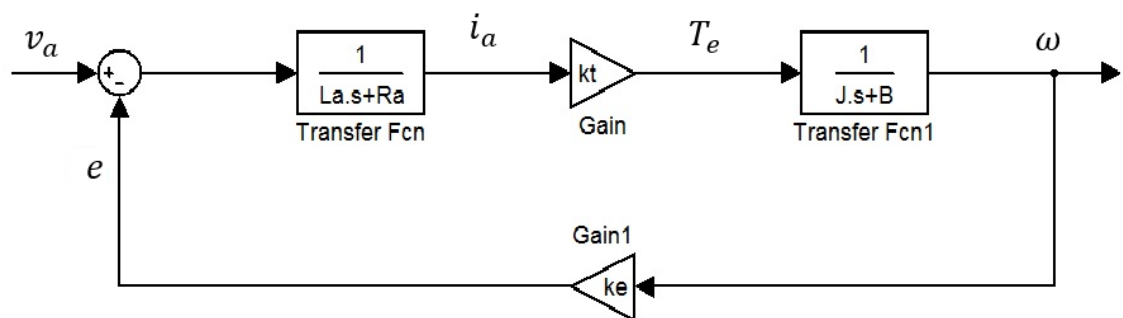 v_a
+
-
1
La.s+Ra
Transfer Fcn
i_a
kt
Gain
T_e
1
J.s+B
Transfer Fcn1
ω
e
Gain1
ke